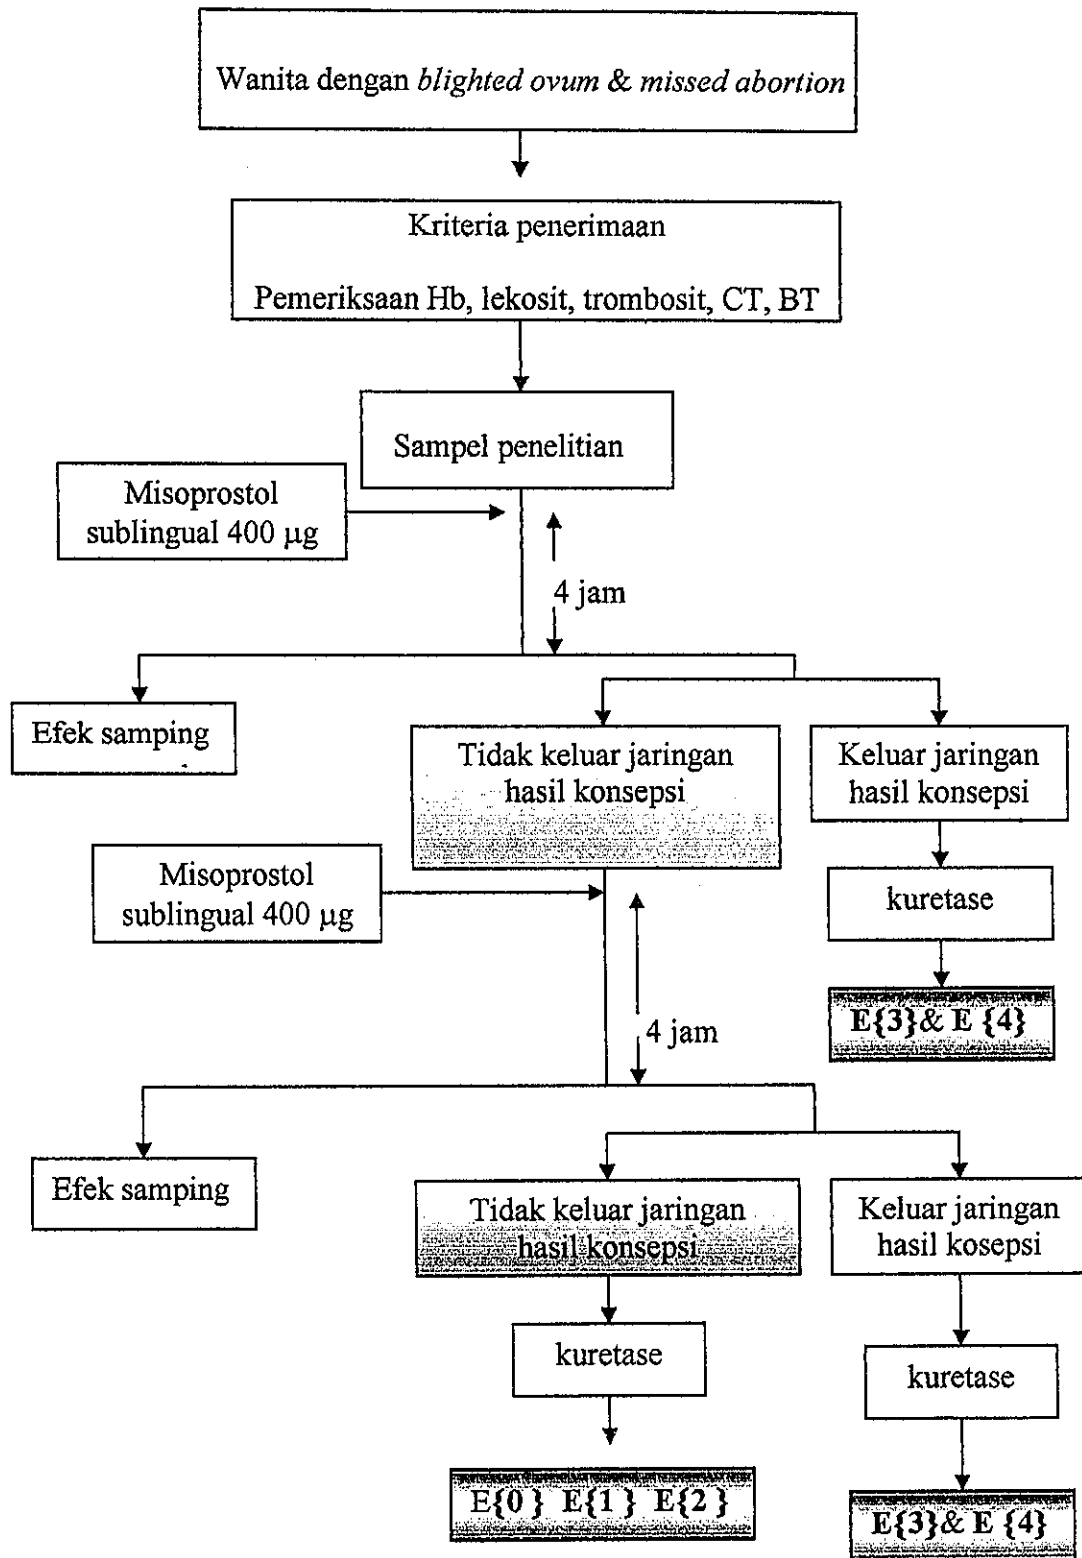 Wanita dengan blighted ovum & missed abortion
Kriteria penerimaan
Pemeriksaan Hb, lekosit, trombosit, CT, BT
Sampel penelitian
Misoprostol
sublingual 400 µg
4 jam
Efek samping
Tidak keluar jaringan
hasil konsepsi
Keluar jaringan
hasil konsepsi
Misoprostol
sublingual 400 µg
kuretase
E{3}& E {4}
4 jam
Efek samping
Tidak keluar jaringan
hasil konsepsi
Keluar jaringan
hasil kosepsi
kuretase
kuretase
E{0} E{1} E{2}
E{3}& E {4}